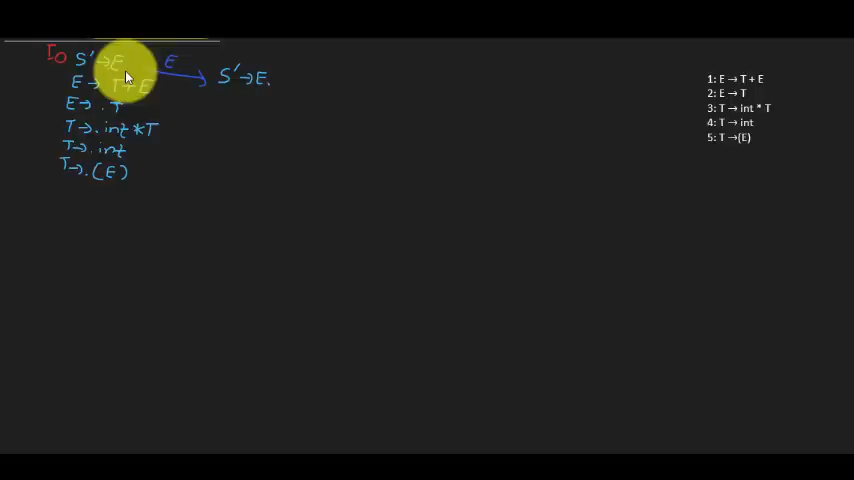 I0 S' → E
E
S' → E.
E → T + E
E → . T
T → . int * T
T → . int
T → . (E)
1: E → T + E
2: E → T
3: T → int * T
4: T → int
5: T →(E)